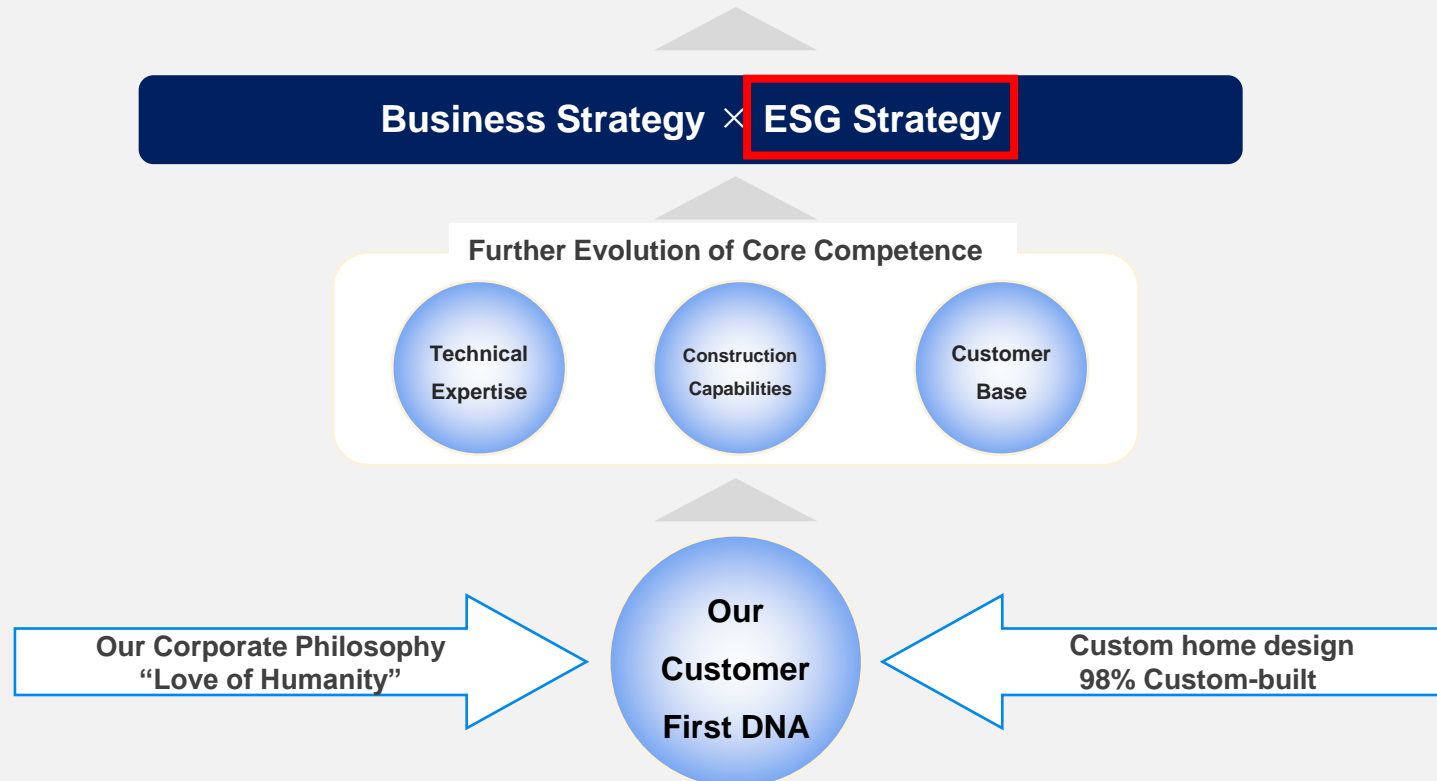 Business Strategy × ESG Strategy
Further Evolution of Core Competence
Technical
Expertise
Construction
Capabilities
Customer
Base
Our Corporate Philosophy
“Love of Humanity”
Our
Customer
First DNA
Custom home design
98% Custom-built